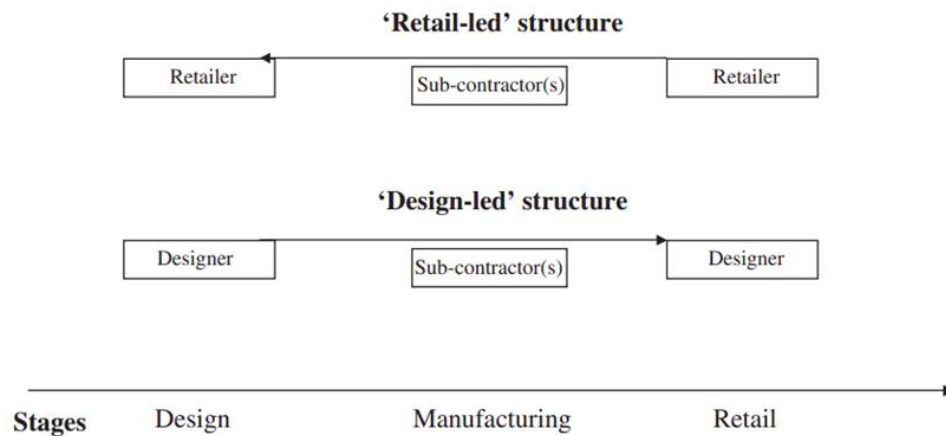 ‘Retail-led’ structure
Retailer
Sub-contractor(s)
Retailer
‘Design-led’ structure
Designer
Sub-contractor(s)
Designer
Stages Design Manufacturing Retail